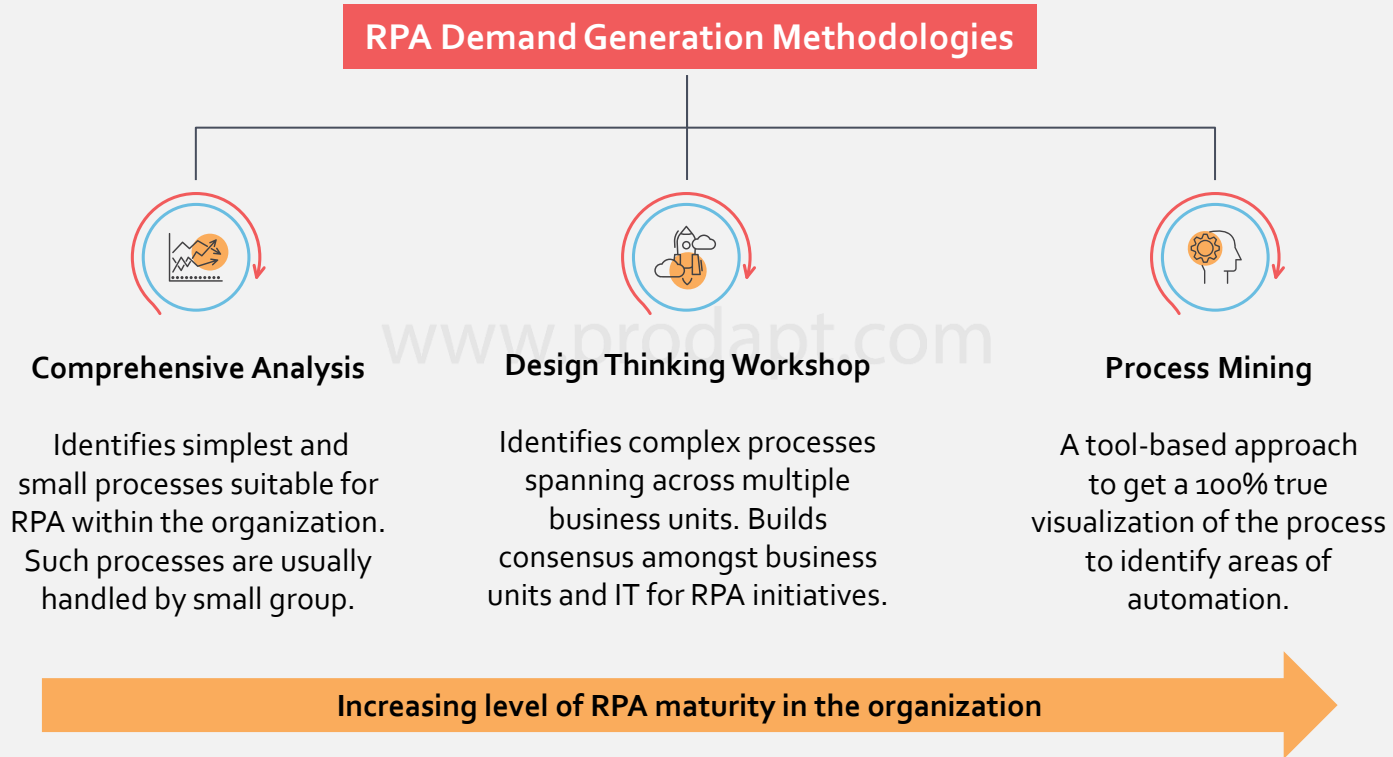 RPA Demand Generation Methodologies
www.prodapt.com
Comprehensive Analysis
Identifies simplest and
small processes suitable for
RPA within the organization.
Such processes are usually
handled by small group.
Design Thinking Workshop
Identifies complex processes
spanning across multiple
business units. Builds
consensus amongst business
units and IT for RPA initiatives.
Process Mining
A tool-based approach
to get a 100% true
visualization of the process
to identify areas of
automation.
Increasing level of RPA maturity in the organization